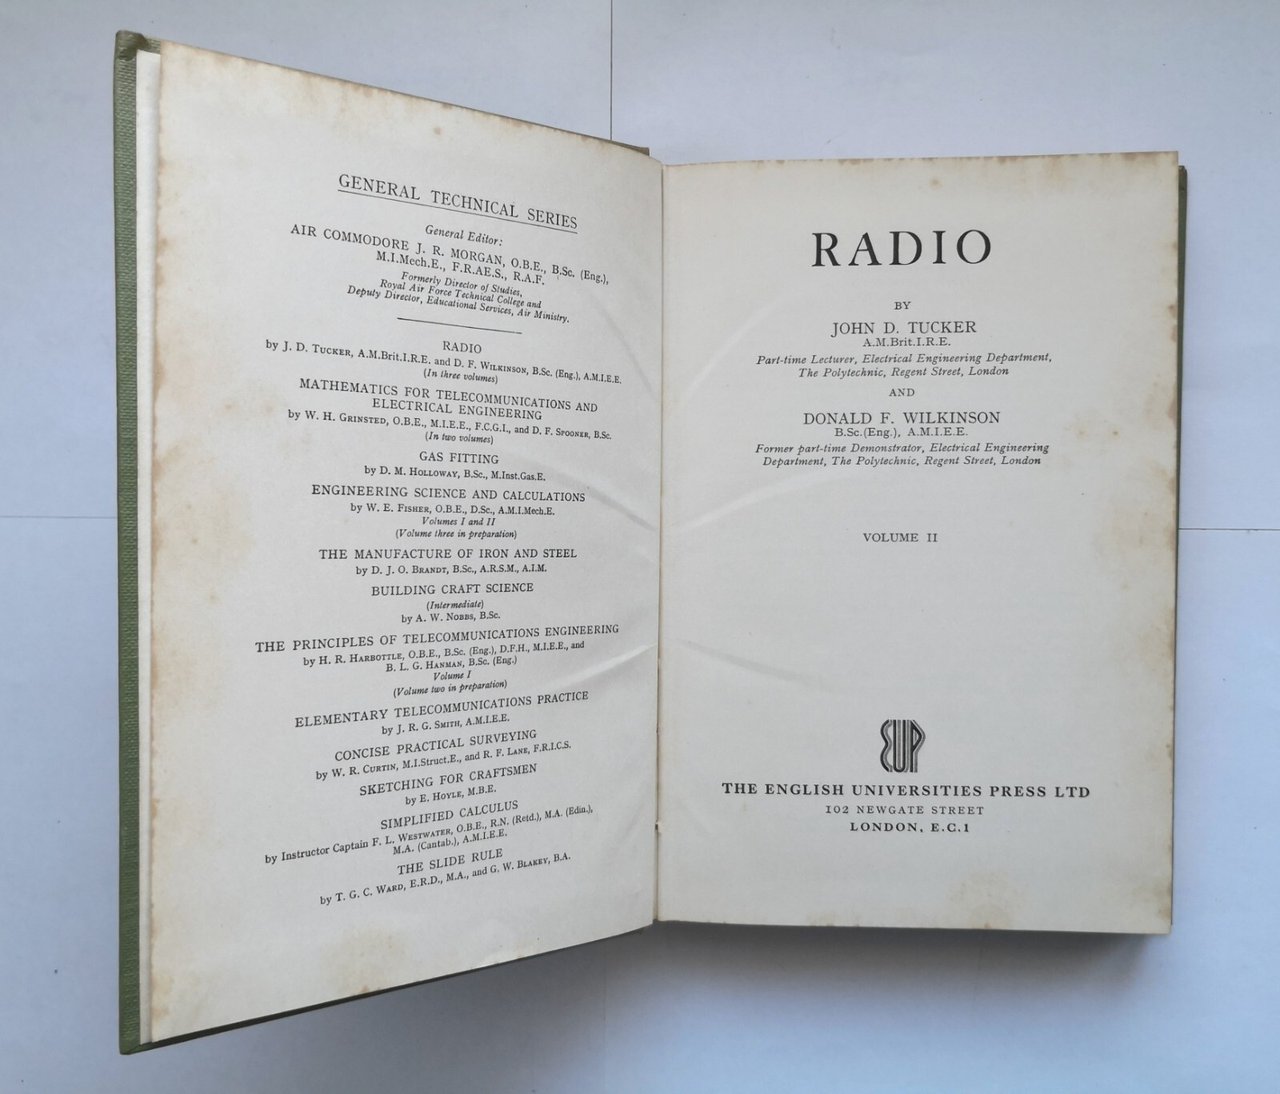 GENERAL TECHNICAL SERIES
General Editor:
AIR COMMODORE J. R. MORGAN, O.B.E., B.Sc. (Eng.),
M.I.Mech.E., F.R.AE.S., R.A.F.
Formerly Director of Studies,
Royal Air Force Technical College and
Deputy Director, Educational Services, Air Ministry.
RADIO
by J. D. TUCKER, A.M.Brit.I.R.E. and D. F. WILKINSON, B.Sc. (Eng.), A.M.I.E.E.
(In three volumes)
MATHEMATICS FOR TELECOMMUNICATIONS AND
ELECTRICAL ENGINEERING
by W. H. GRINSTED, O.B.E., M.I.E.E., F.C.G.I., and D. F. SPOONER, B.Sc.
(In two volumes)
GAS FITTING
by D. M. HOLLOWAY, B.Sc., M.Inst.Gas.E.
ENGINEERING SCIENCE AND CALCULATIONS
by W. E. FISHER, O.B.E., D.Sc., A.M.I.Mech.E.
Volumes I and II
(Volume three in preparation)
THE MANUFACTURE OF IRON AND STEEL
by D. J. O. BRANDT, B.Sc., A.R.S.M., A.I.M.
BUILDING CRAFT SCIENCE
(Intermediate)
by A. W. NOBBS, B.Sc.
THE PRINCIPLES OF TELECOMMUNICATIONS ENGINEERING
by H. R. HARBOTTLE, O.B.E., B.Sc. (Eng.), D.F.H., M.I.E.E., and
B. L. G. HANMAN, B.Sc. (Eng.)
Volume I
(Volume two in preparation)
ELEMENTARY TELECOMMUNICATIONS PRACTICE
by J. R. G. SMITH, A.M.I.E.E.
CONCISE PRACTICAL SURVEYING
by W. R. CURTIN, M.I.Struct.E., and R. F. LANE, F.R.I.C.S.
SKETCHING FOR CRAFTSMEN
by E. HOYLE, M.B.E.
SIMPLIFIED CALCULUS
by Instructor Captain F. L. WESTWATER, O.B.E., R.N. (Retd.), M.A. (Edin.),
M.A. (Cantab.), A.M.I.E.E.
THE SLIDE RULE
by T. G. C. WARD, E.R.D., M.A., and G. W. BLAKEY, B.A.
RADIO
BY
JOHN D. TUCKER
A.M.Brit.I.R.E.
Part-time Lecturer, Electrical Engineering Department,
The Polytechnic, Regent Street, London
AND
DONALD F. WILKINSON
B.Sc.(Eng.), A.M.I.E.E.
Former part-time Demonstrator, Electrical Engineering
Department, The Polytechnic, Regent Street, London
VOLUME II
EUP
THE ENGLISH UNIVERSITIES PRESS LTD
102 NEWGATE STREET
LONDON, E.C.1